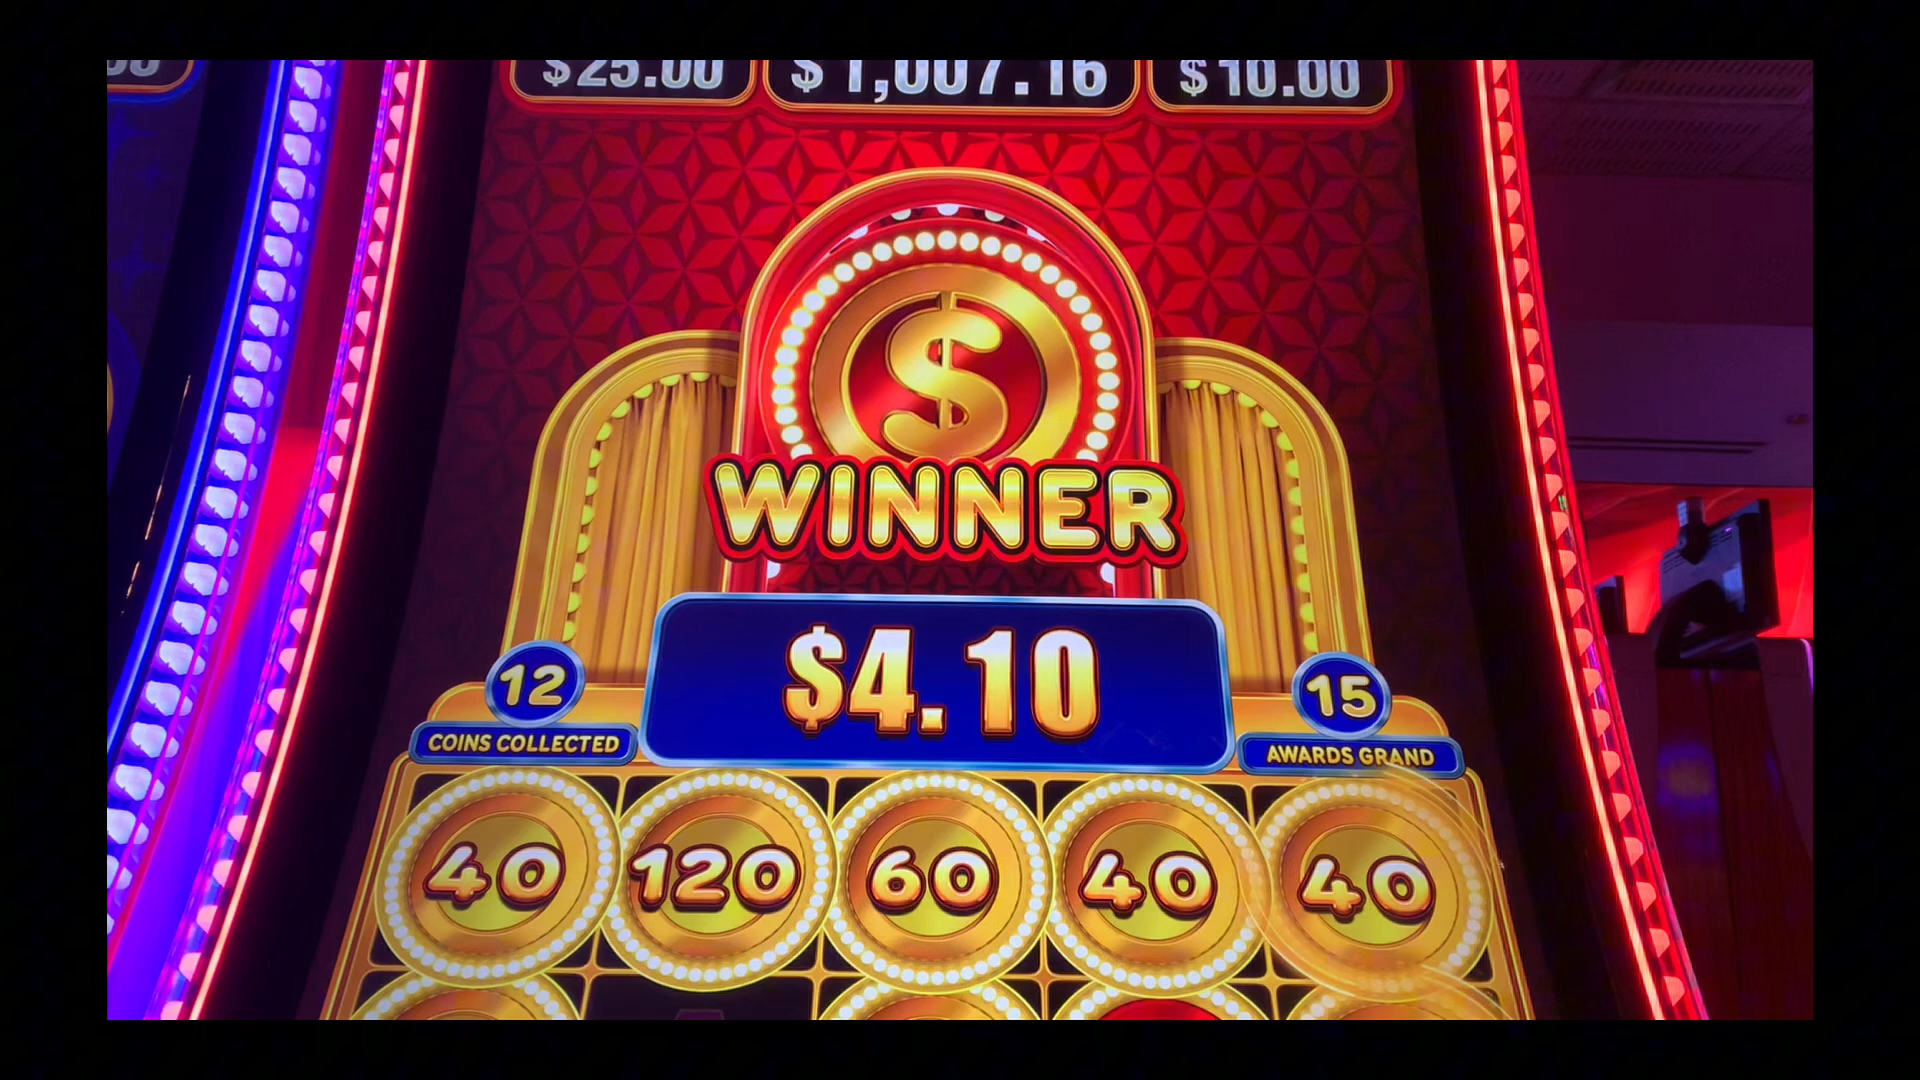 $25.00 $1,007.16 $10.00
WINNER
$4.10
12 15
COINS COLLECTED AWARDS GRAND
40 120 60 40 40